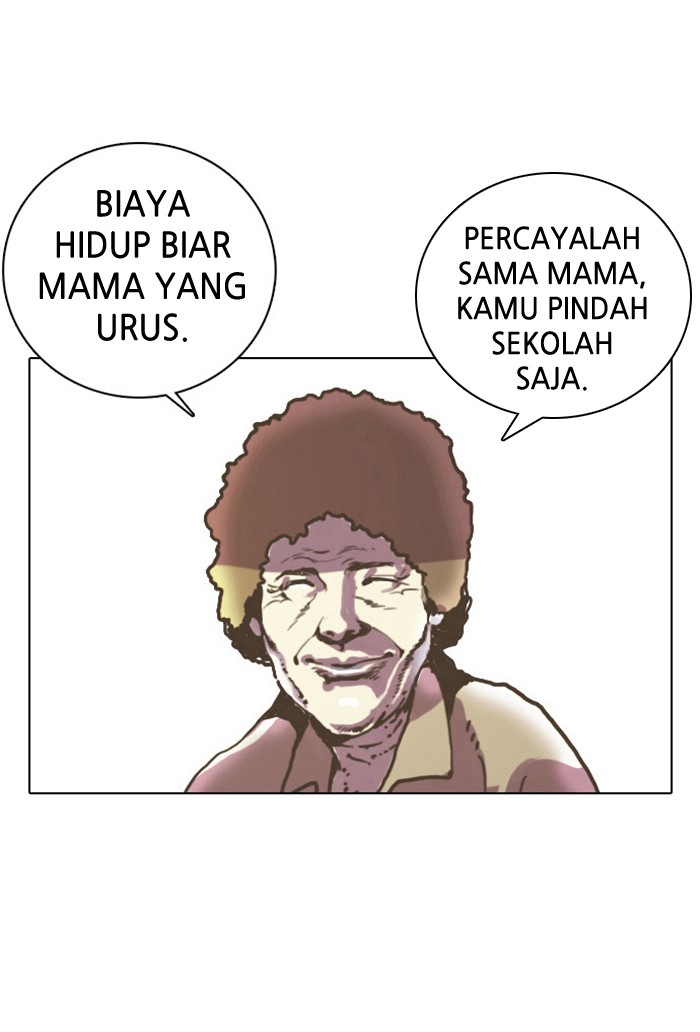 BIAYA
HIDUP BIAR
MAMA YANG
URUS.
PERCAYALAH
SAMA MAMA,
KAMU PINDAH
SEKOLAH
SAJA.